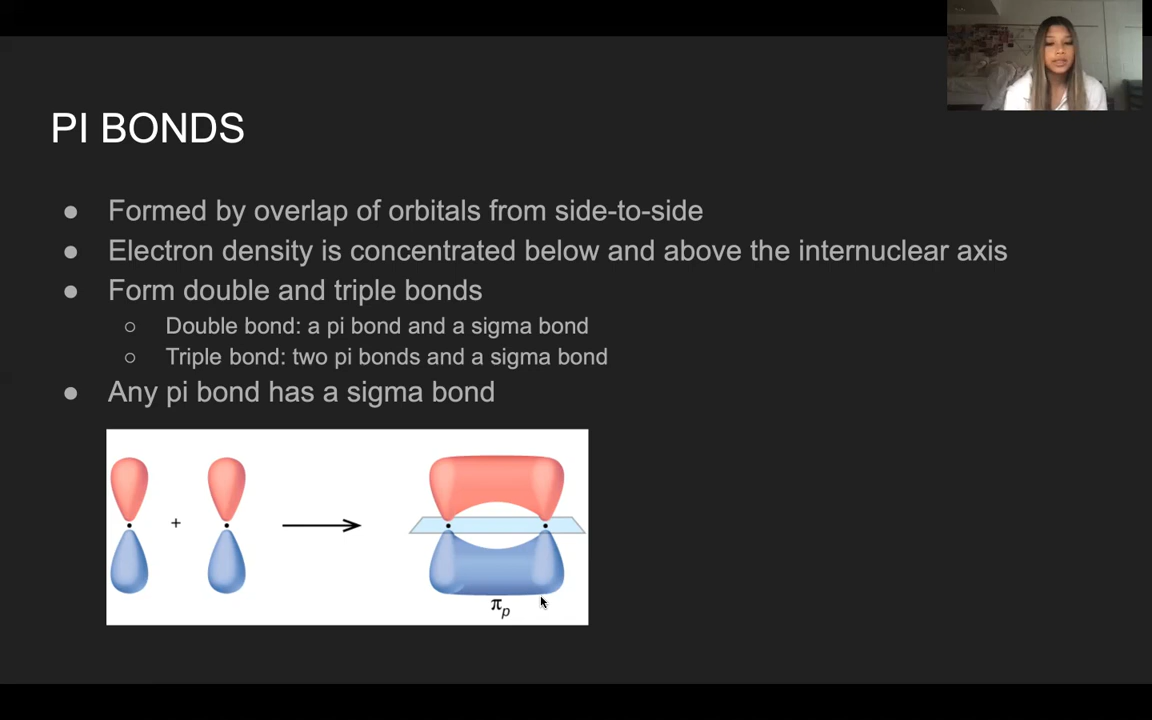 PI BONDS
● Formed by overlap of orbitals from side-to-side
● Electron density is concentrated below and above the internuclear axis
● Form double and triple bonds
○ Double bond: a pi bond and a sigma bond
○ Triple bond: two pi bonds and a sigma bond
● Any pi bond has a sigma bond
+
πp